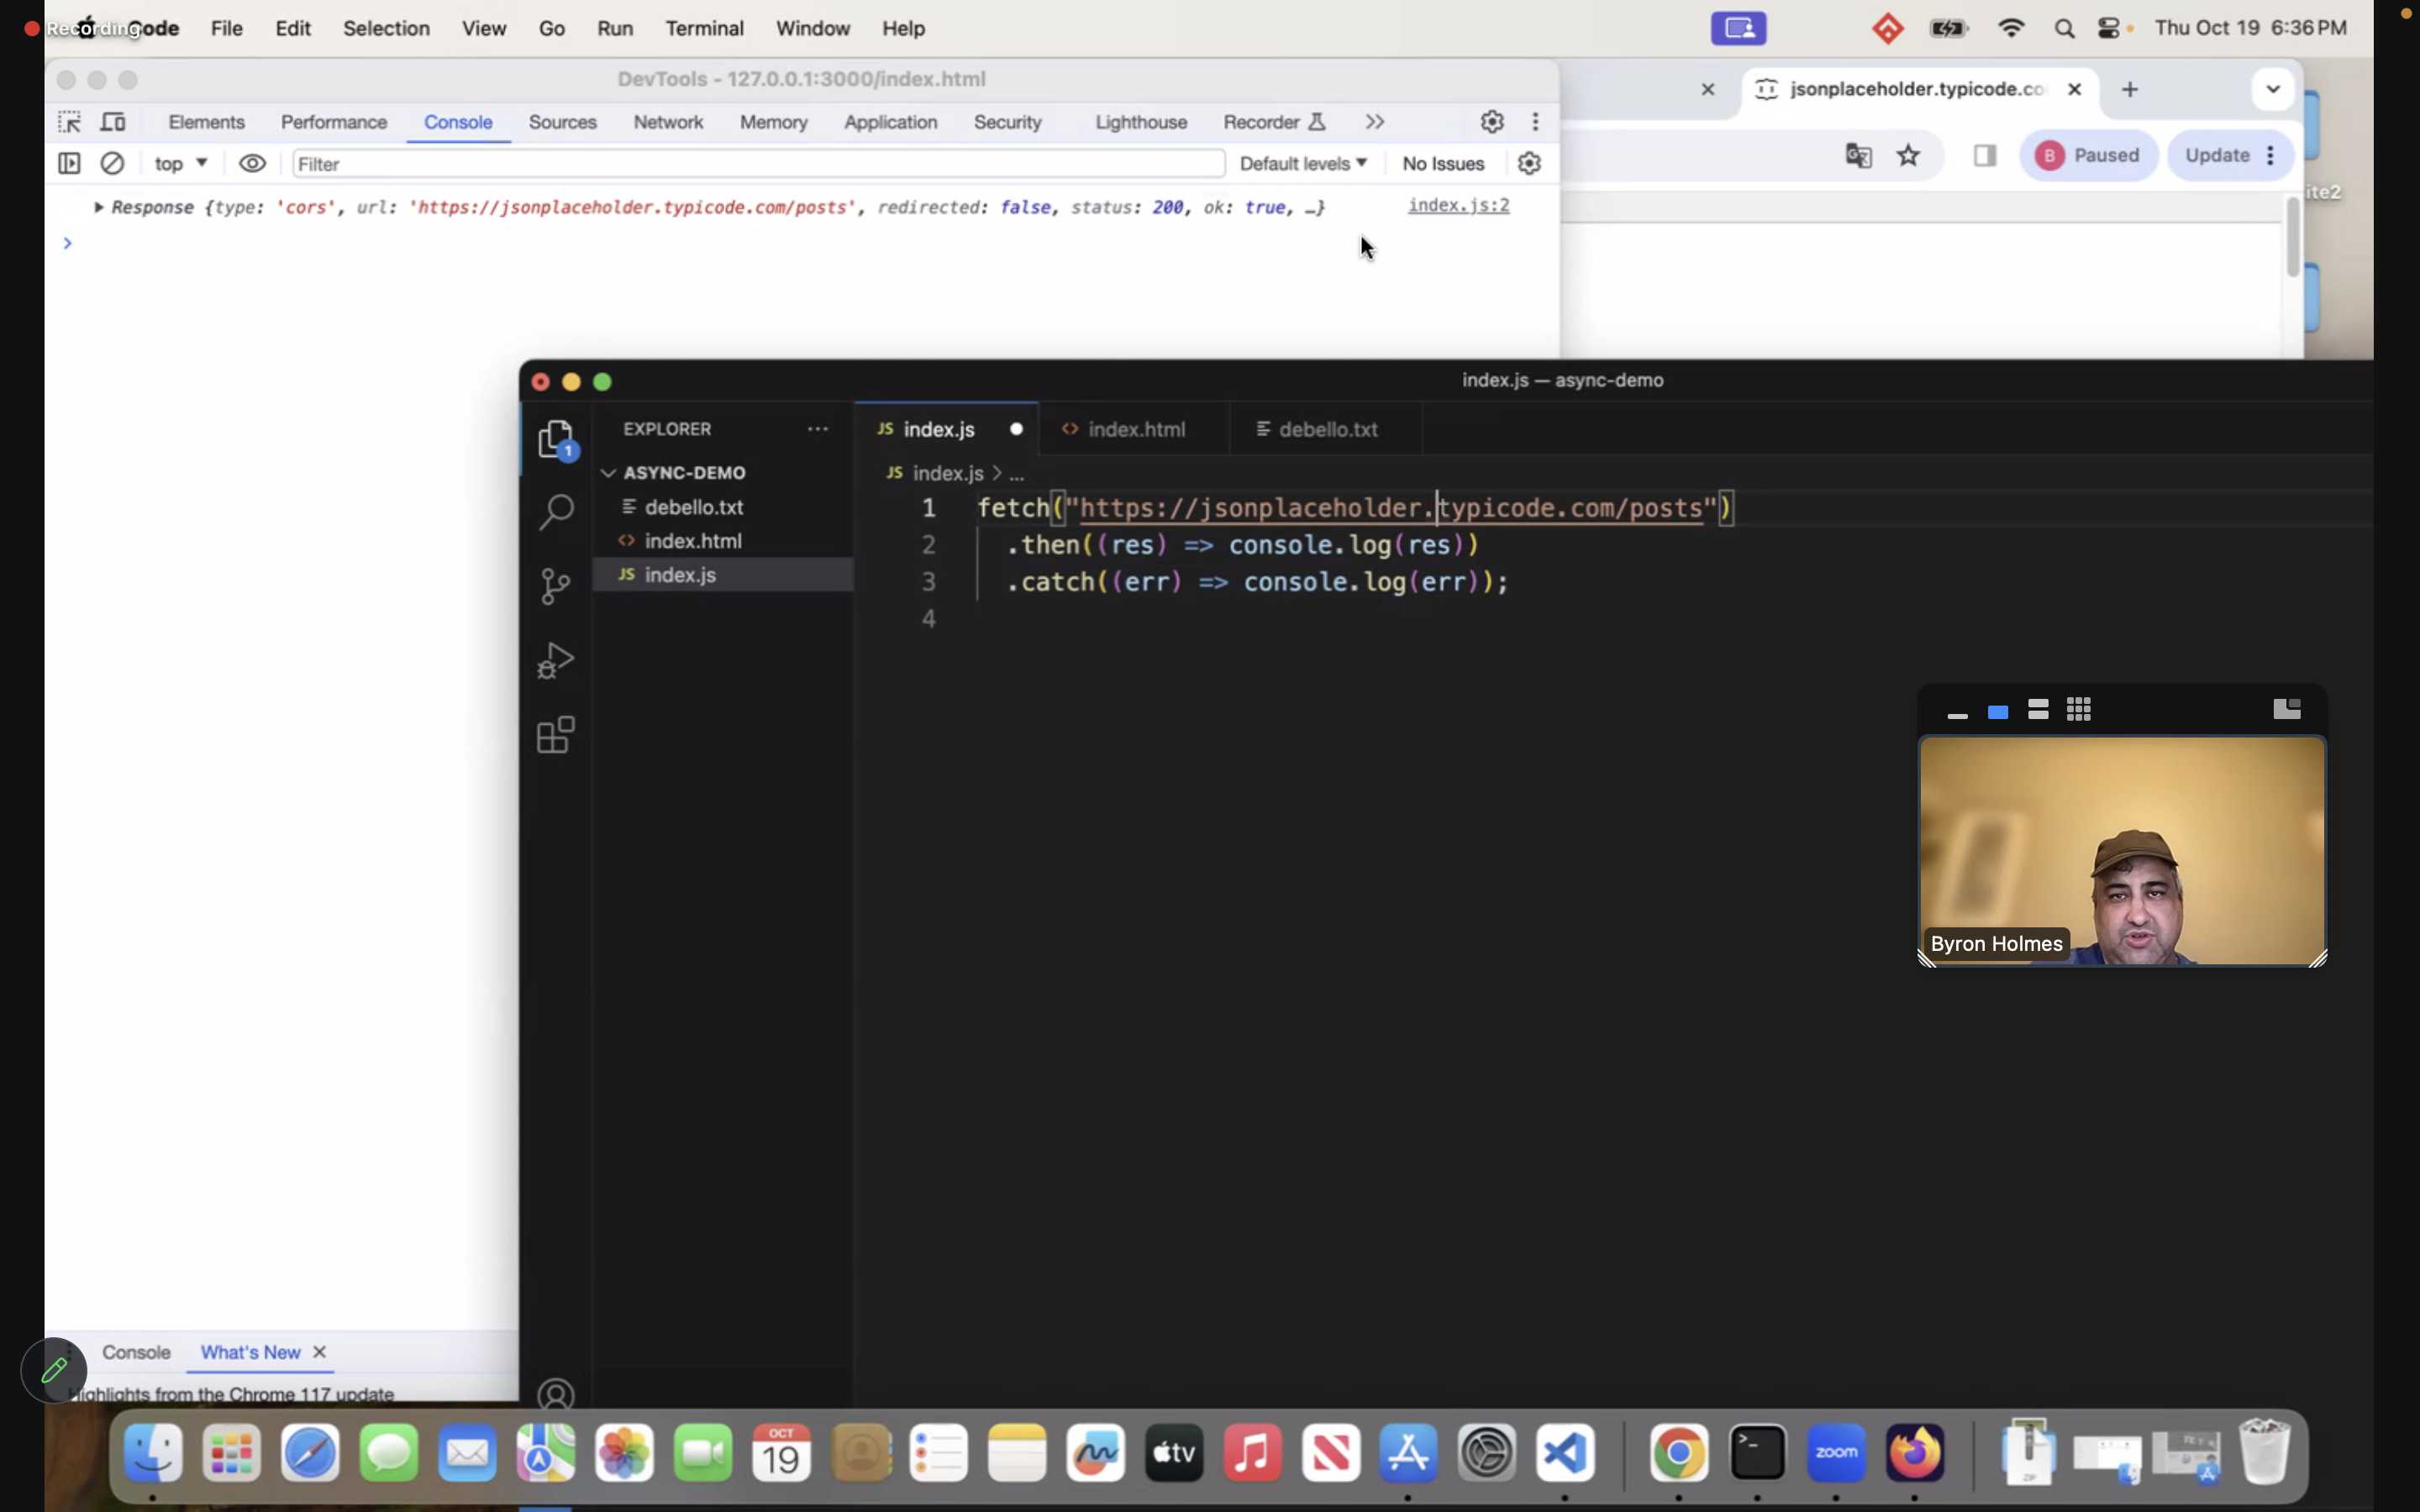 Recording
Code File Edit Selection View Go Run Terminal Window Help
Thu Oct 19 6:36 PM
DevTools - 127.0.0.1:3000/index.html
jsonplaceholder.typicode.co
Elements Performance Console Sources Network Memory Application Security Lighthouse Recorder
top Filter Default levels No Issues
B Paused Update
Response {type: 'cors', url: 'https://jsonplaceholder.typicode.com/posts', redirected: false, status: 200, ok: true, …} index.js:2
ite2
index.js — async-demo
EXPLORER ...
1
JS index.js
<> index.html
debello.txt
ASYNC-DEMO
debello.txt
<> index.html
JS index.js
JS index.js > ...
1 fetch("https://jsonplaceholder.typicode.com/posts")
2 .then((res) => console.log(res))
3 .catch((err) => console.log(err));
4
Byron Holmes
Console What's New
Highlights from the Chrome 117 update
OCT
19
tv
zoom
ZIP